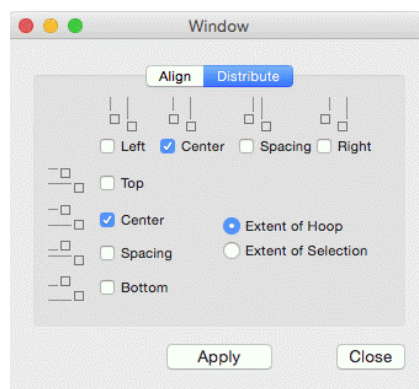 Window
Align Distribute
Left Center Spacing Right
Top
Center
Extent of Hoop
Spacing
Extent of Selection
Bottom
Apply Close